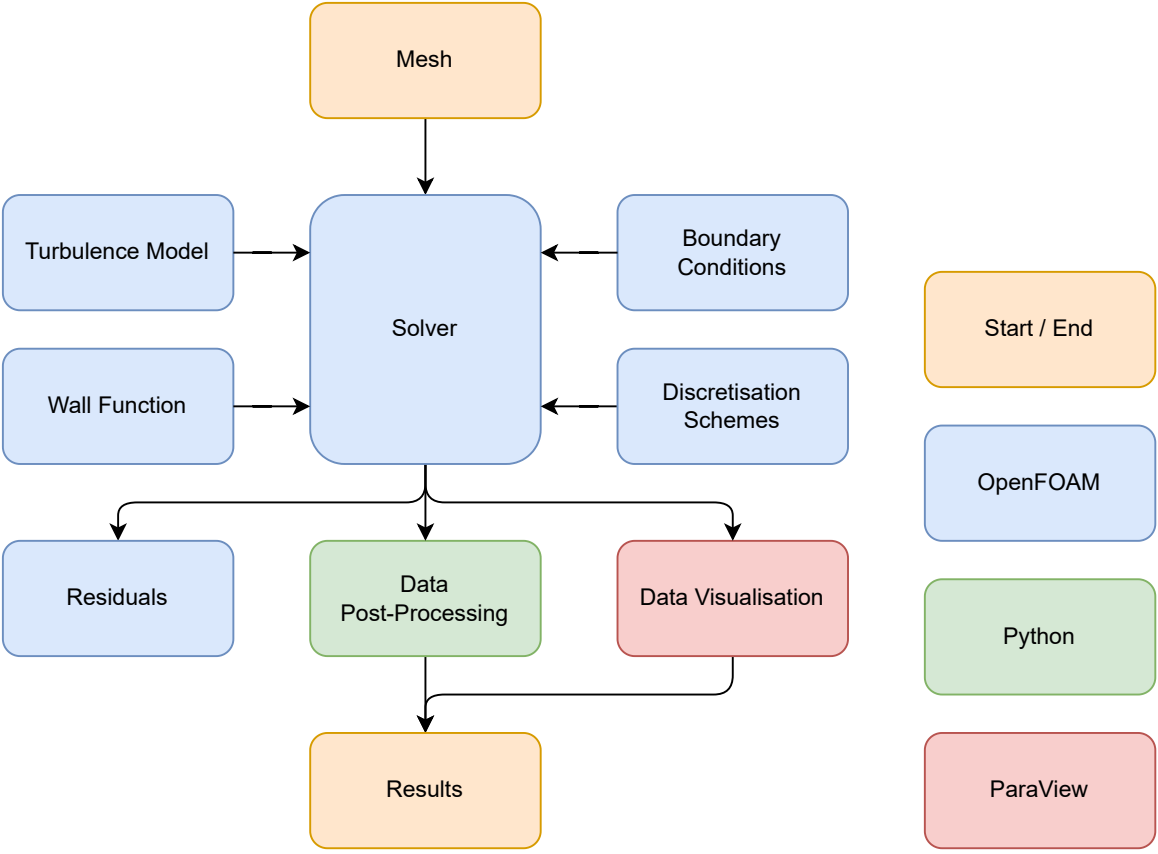 Mesh
Turbulence Model
Boundary
Conditions
Solver
Wall Function
Discretisation
Schemes
Residuals
Data
Post-Processing
Data Visualisation
Results
Start / End
OpenFOAM
Python
ParaView